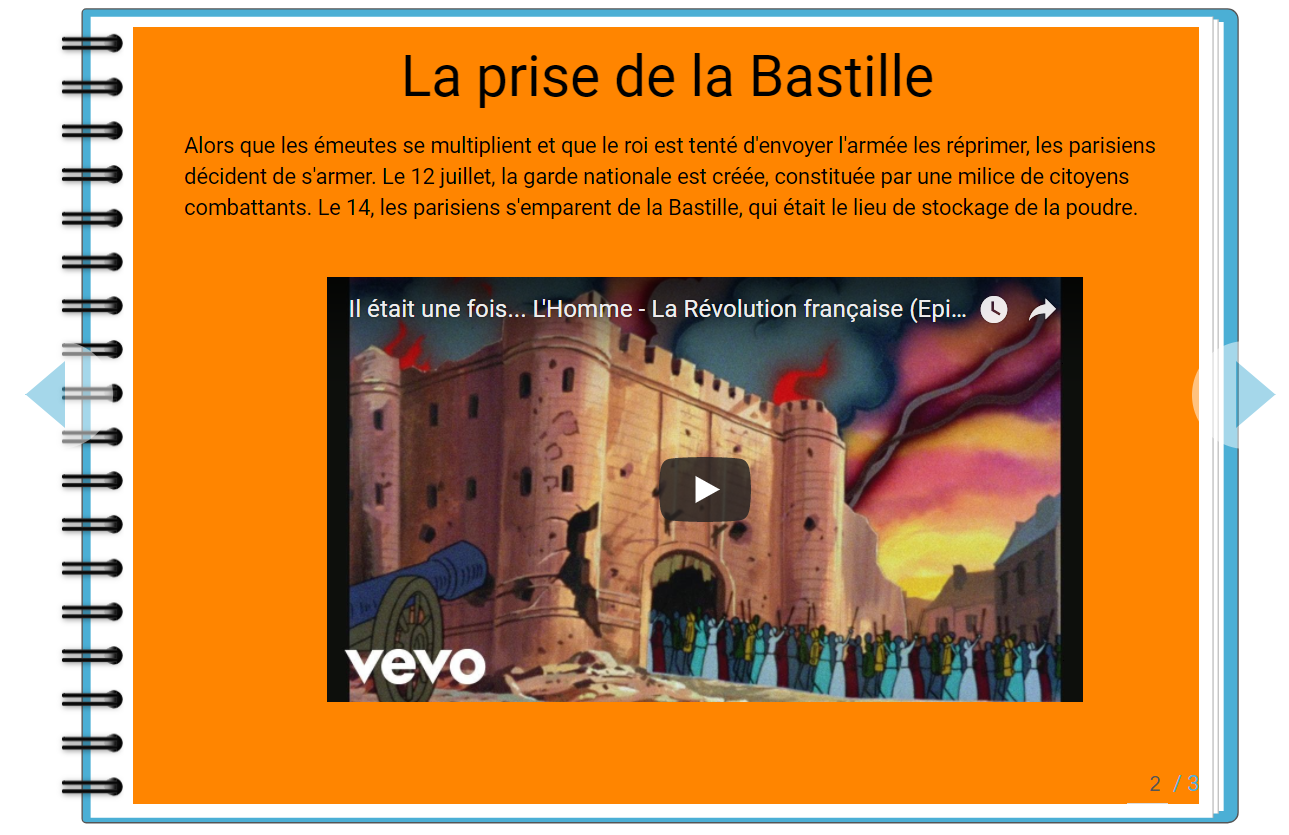 La prise de la Bastille
Alors que les émeutes se multiplient et que le roi est tenté d'envoyer l'armée les réprimer, les parisiens
décident de s'armer. Le 12 juillet, la garde nationale est créée, constituée par une milice de citoyens
combattants. Le 14, les parisiens s'emparent de la Bastille, qui était le lieu de stockage de la poudre.
Il était une fois... L'Homme - La Révolution française (Epi...
vevo
2 / 3